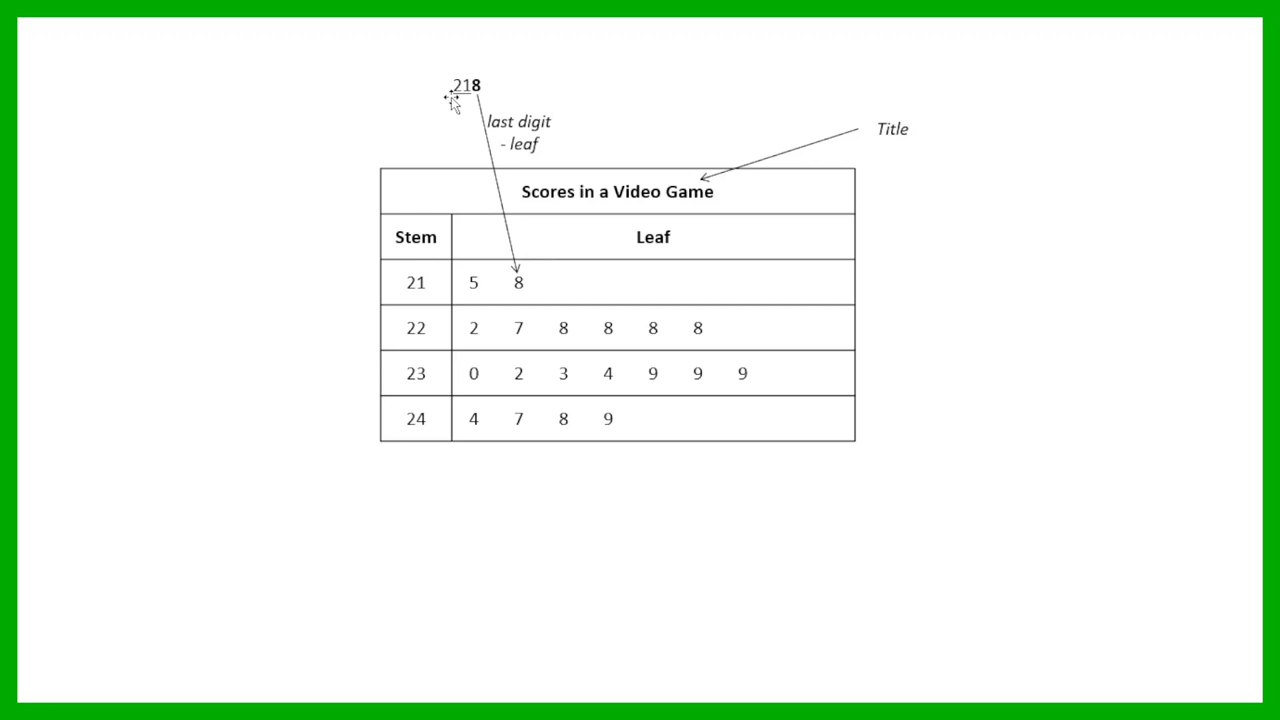 218
last digit
- leaf
Title
Scores in a Video Game
Stem Leaf
21 5 8
22 2 7 8 8 8 8
23 0 2 3 4 9 9 9
24 4 7 8 9